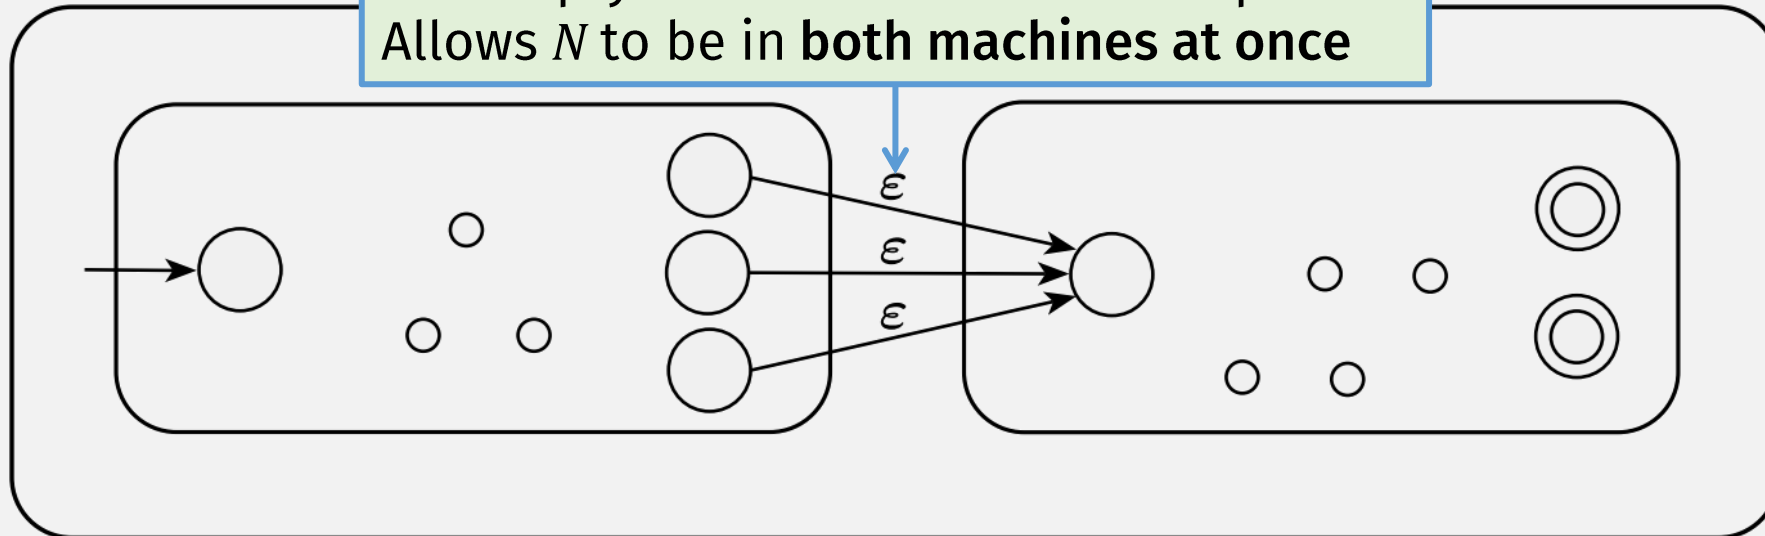 Allows N to be in both machines at once
ε
ε
ε